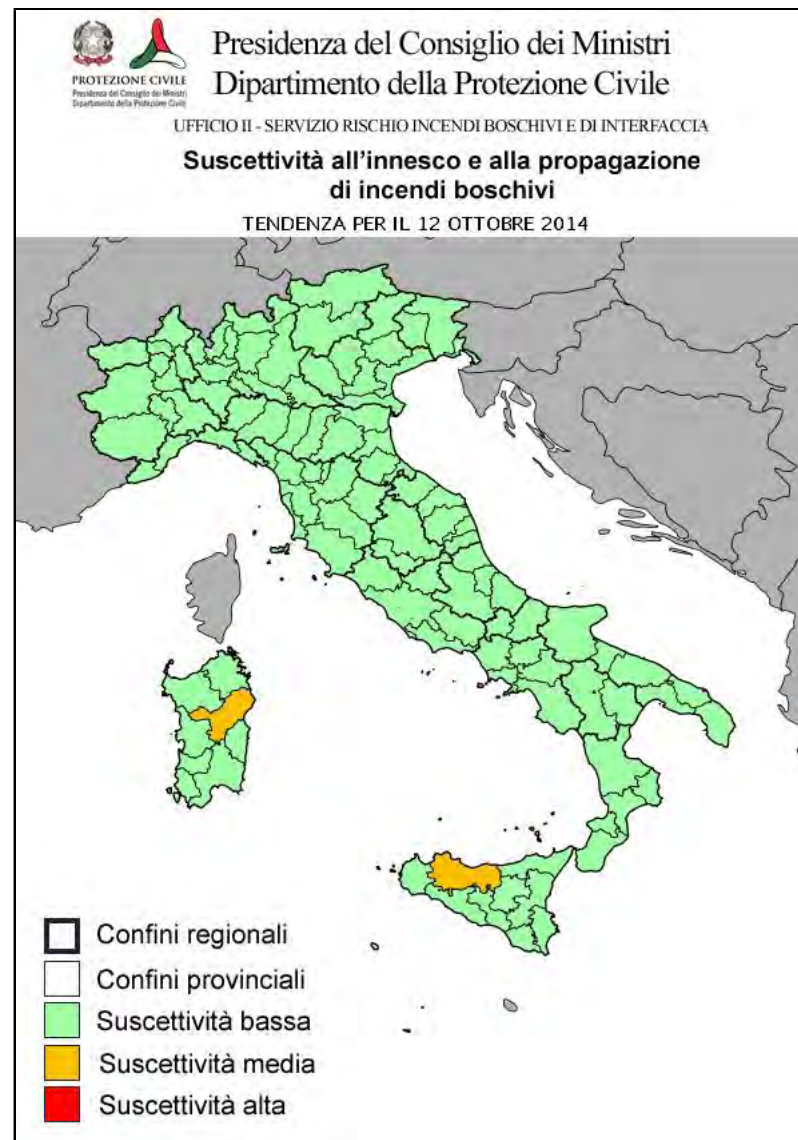 PROTEZIONE CIVILE
Presidenza del Consiglio dei Ministri
Dipartimento della Protezione Civile
Presidenza del Consiglio dei Ministri
Dipartimento della Protezione Civile
UFFICIO II - SERVIZIO RISCHIO INCENDI BOSCHIVI E DI INTERFACCIA
Suscettività all'innesco e alla propagazione
di incendi boschivi
TENDENZA PER IL 12 OTTOBRE 2014
Confini regionali
Confini provinciali
Suscettività bassa
Suscettività media
Suscettività alta